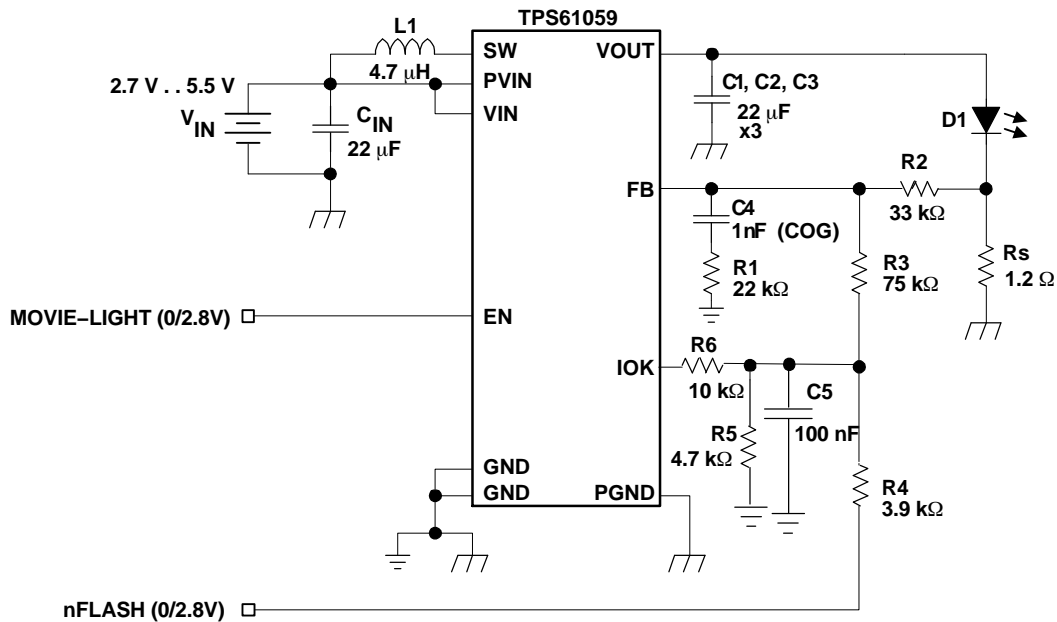 TPS61059
L1
4.7 μH
SW
PVIN
VIN
VOUT
2.7 V . . 5.5 V
VIN
CIN
22 μF
C1, C2, C3
22 μF
x3
D1
R2
33 kΩ
FB
C4
1nF (COG)
R1
22 kΩ
R3
75 kΩ
Rs
1.2 Ω
MOVIE–LIGHT (0/2.8V)
EN
R6
10 kΩ
IOK
C5
100 nF
R5
4.7 kΩ
GND
GND
PGND
R4
3.9 kΩ
nFLASH (0/2.8V)